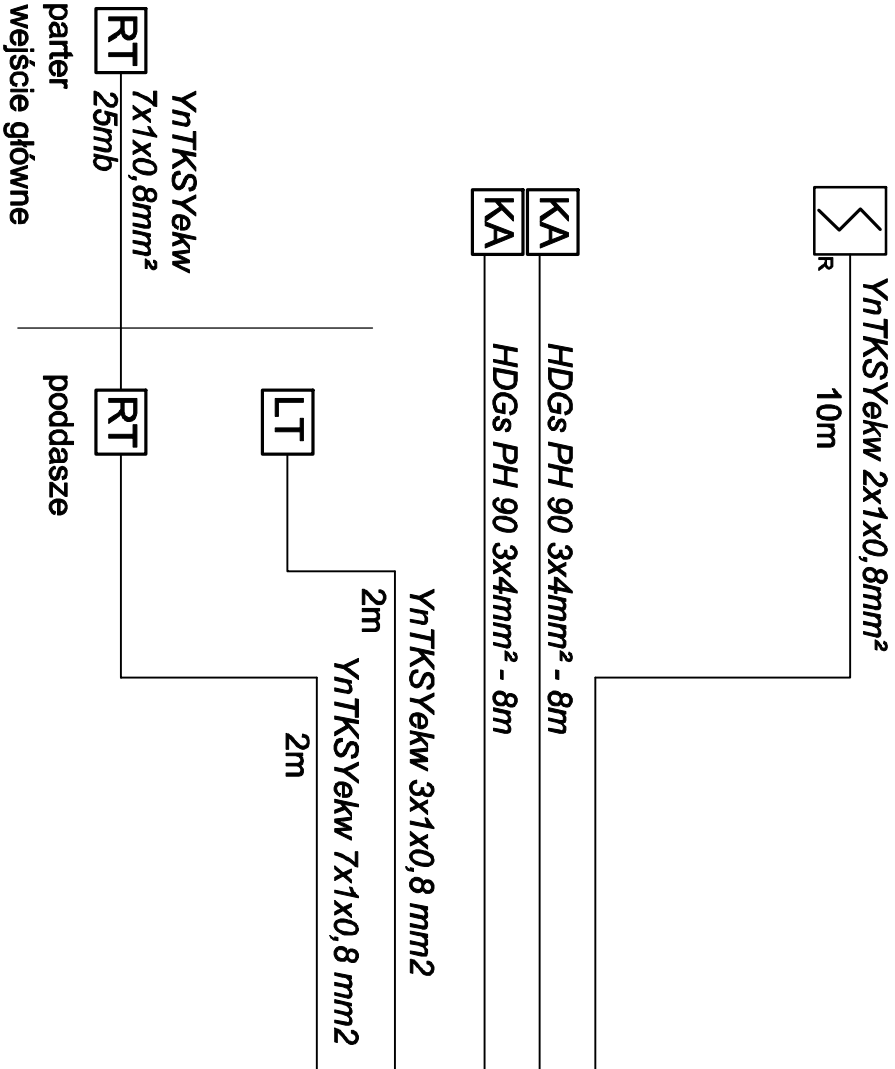 YnTKSYekw 2x1x0,8mm²
10m
R
KA
HDGs PH 90 3x4mm² - 8m
KA
HDGs PH 90 3x4mm² - 8m
YnTKSYekw 3x1x0,8 mm2
2m
LT
YnTKSYekw 7x1x0,8 mm2
2m
YnTKSYekw
7x1x0,8mm²
25mb
RT
RT
parter
wejście główne
poddasze